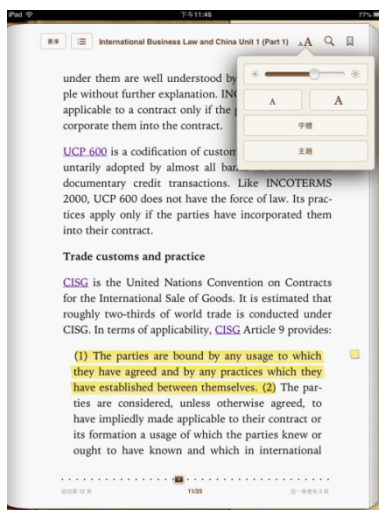 iPad
下午11:46
77%
書庫
International Business Law and China Unit 1 (Part 1)
AA
A
A
字體
主題
under them are well understood by
ple without further explanation. IN
applicable to a contract only if the
corporate them into the contract.
UCP 600 is a codification of custom
untarily adopted by almost all
documentary credit transactions. Like INCOTERMS
2000, UCP 600 does not have the force of law. Its prac-
tices apply only if the parties have incorporated them
into their contract.
Trade customs and practice
CISG is the United Nations Convention on Contracts
for the International Sale of Goods. It is estimated that
roughly two-thirds of world trade is conducted under
CISG. In terms of applicability, CISG Article 9 provides:
(1) The parties are bound by any usage to which
they have agreed and by any practices which they
have established between themselves. (2) The par-
ties are considered, unless otherwise agreed, to
have impliedly made applicable to their contract or
its formation a usage of which the parties knew or
ought to have known and which in international
返回第 12 頁
11/25